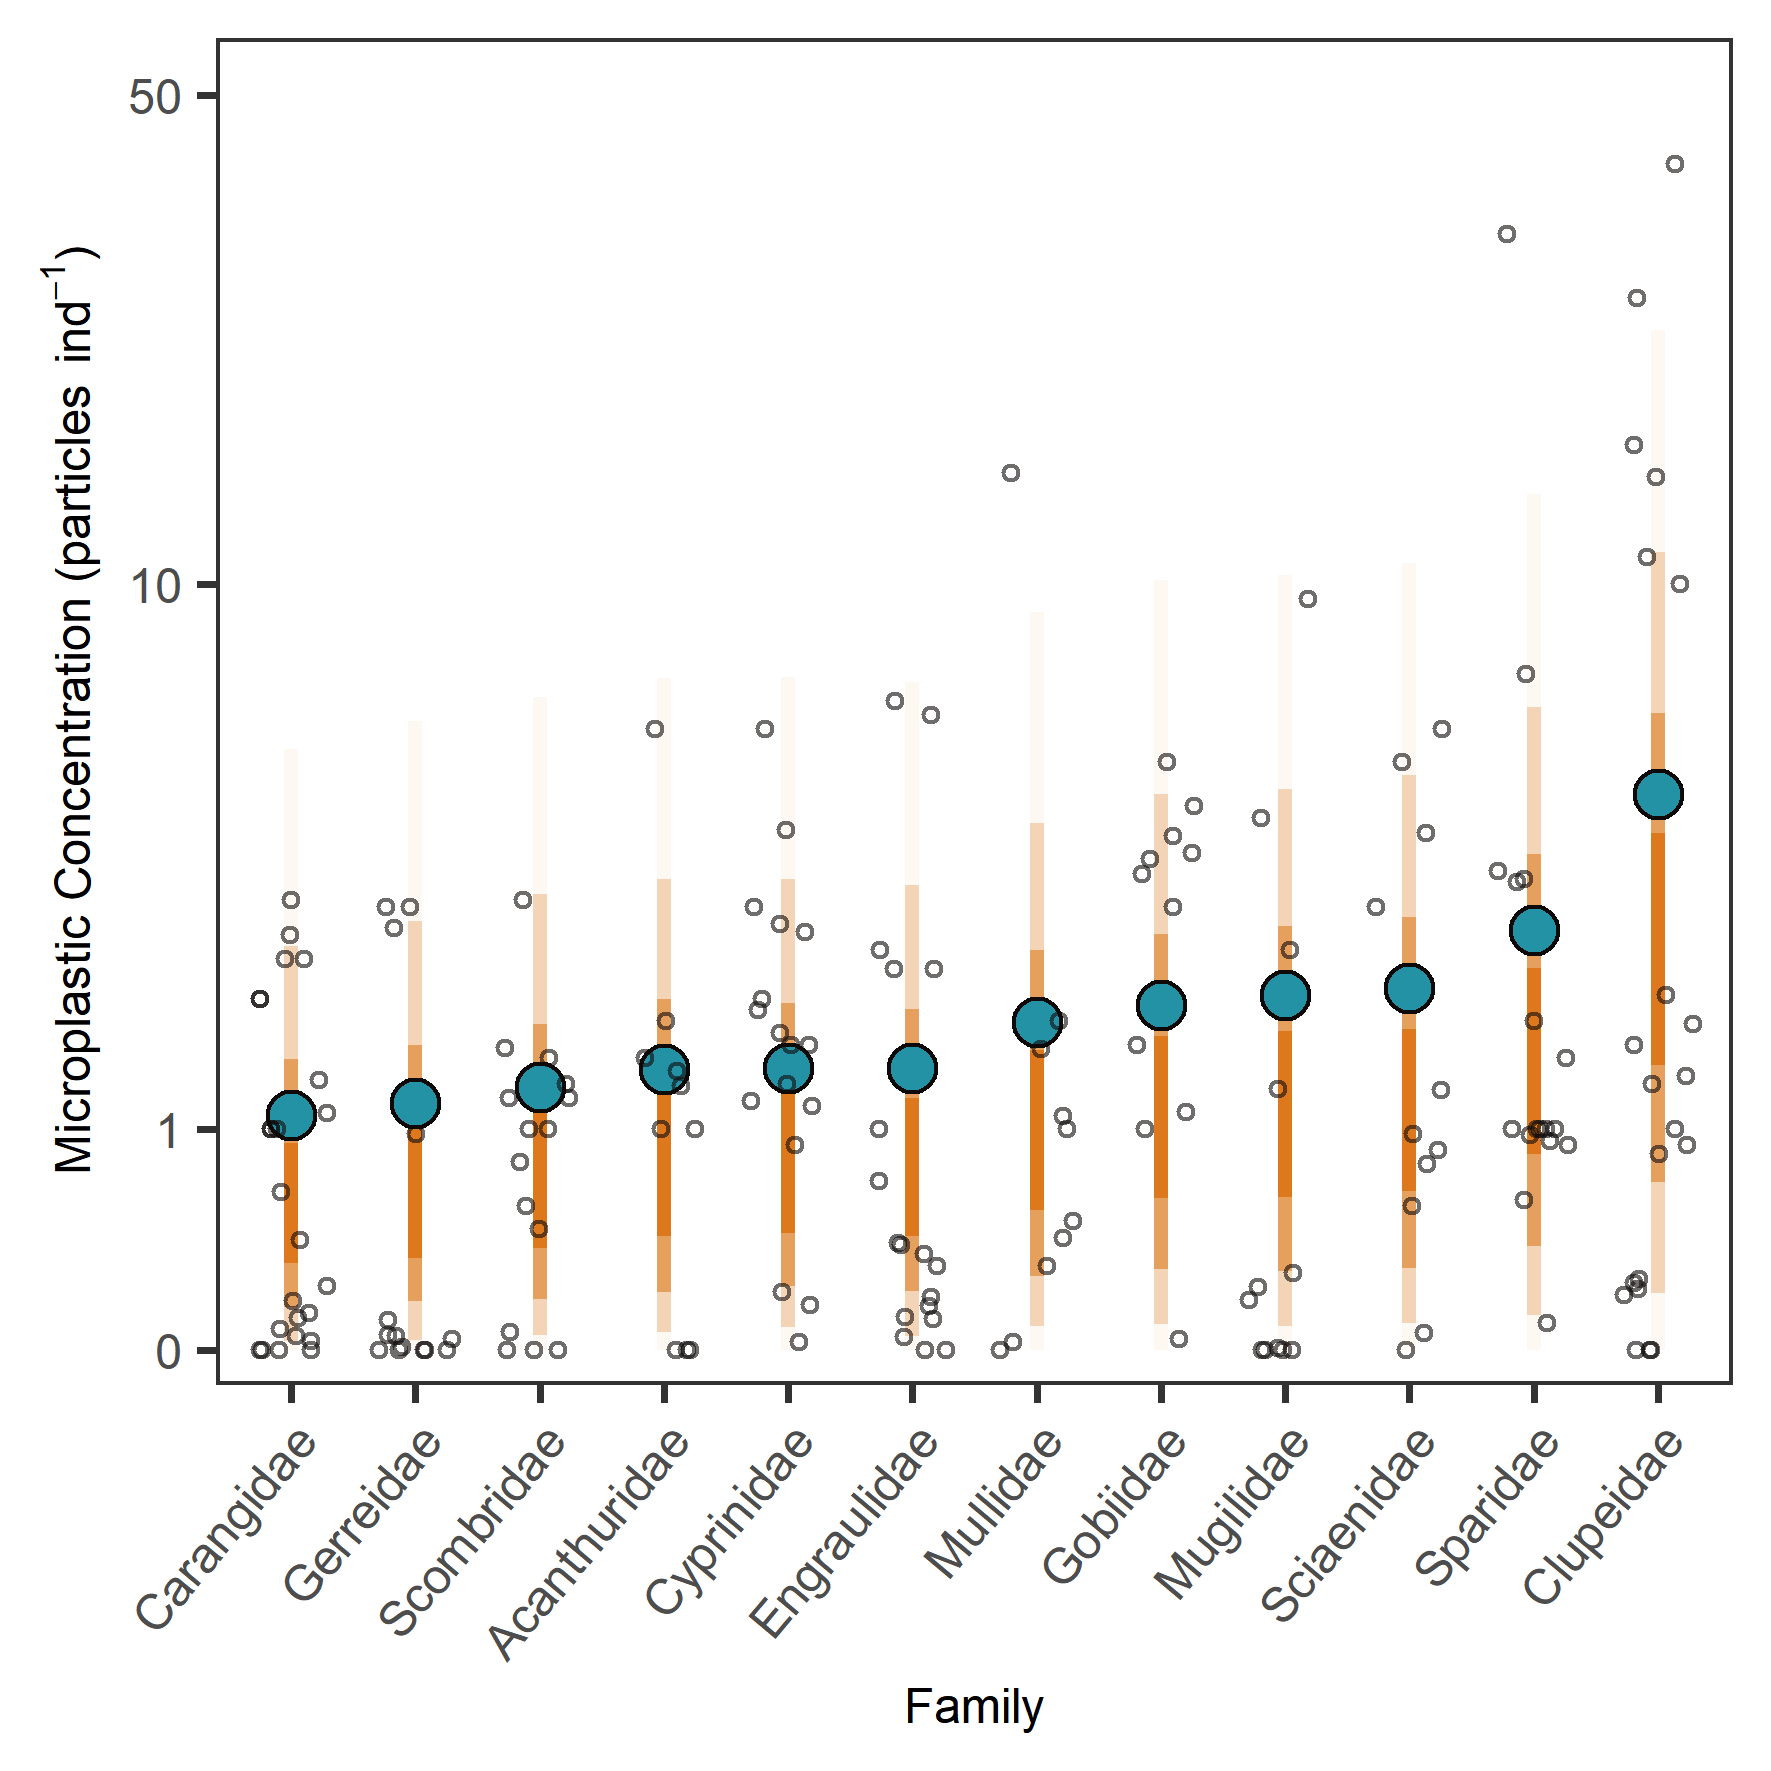 Microplastic Concentration (particles ind⁻¹)
50
10
1
0
Carangidae
Gerreidae
Scombridae
Acanthuridae
Cyprinidae
Engraulidae
Mullidae
Gobiidae
Mugilidae
Sciaenidae
Sparidae
Clupeidae
Family